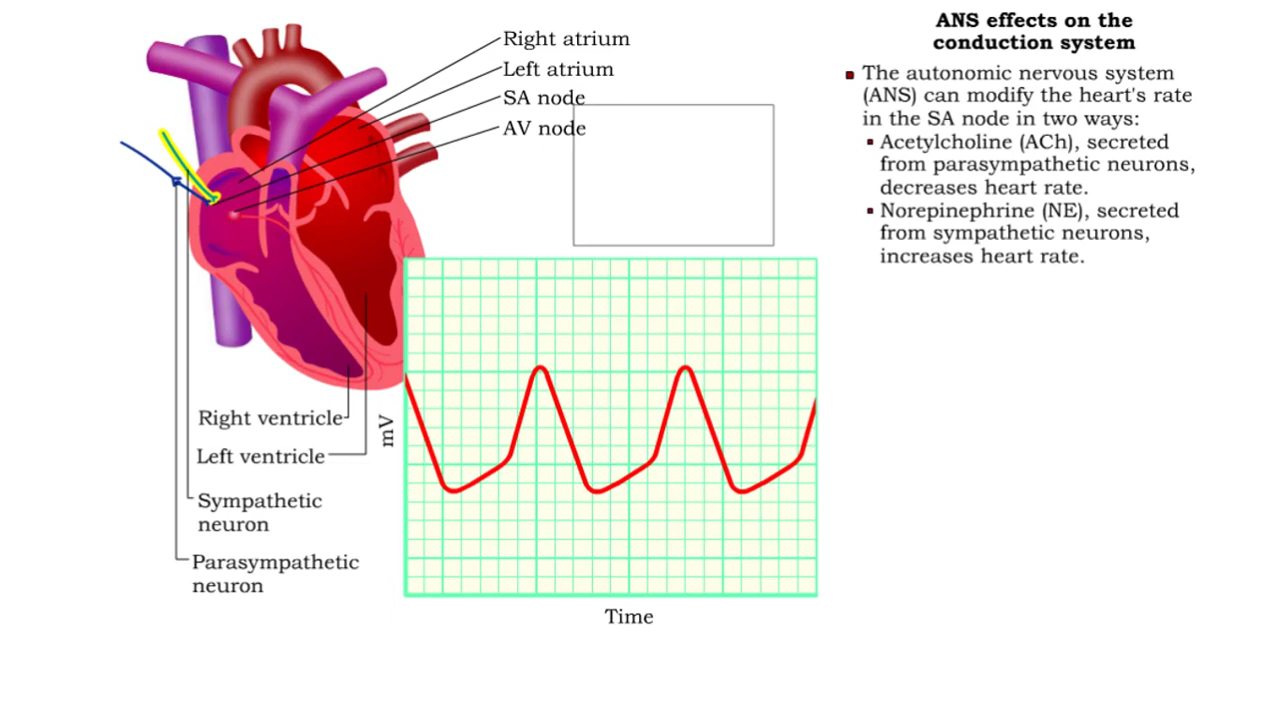 Right atrium
Left atrium
SA node
AV node
Right ventricle
Left ventricle
Sympathetic
neuron
Parasympathetic
neuron
mV
Time
ANS effects on the
conduction system
The autonomic nervous system
(ANS) can modify the heart's rate
in the SA node in two ways:
Acetylcholine (ACh), secreted
from parasympathetic neurons,
decreases heart rate.
Norepinephrine (NE), secreted
from sympathetic neurons,
increases heart rate.